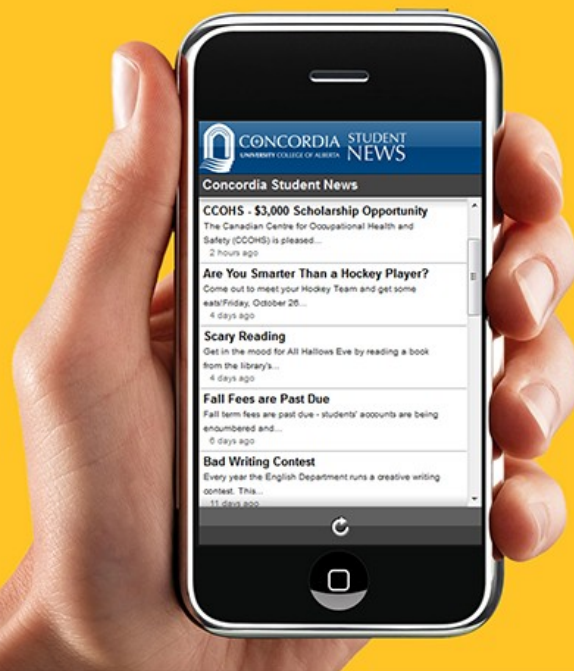 CONCORDIA
UNIVERSITY COLLEGE OF ALBERTA
STUDENT
NEWS
Concordia Student News
CCOHS - $3,000 Scholarship Opportunity
The Canadian Centre for Occupational Health and
Safety (CCOHS) is pleased...
2 hours ago
Are You Smarter Than a Hockey Player?
Come out to meet your Hockey Team and get some
eats!Friday, October 26...
4 days ago
Scary Reading
Get in the mood for All Hallows Eve by reading a book
from the library's...
4 days ago
Fall Fees are Past Due
Fall term fees are past due - students' accounts are being
encumbered and...
6 days ago
Bad Writing Contest
Every year the English Department runs a creative writing
contest. This...
11 days ago